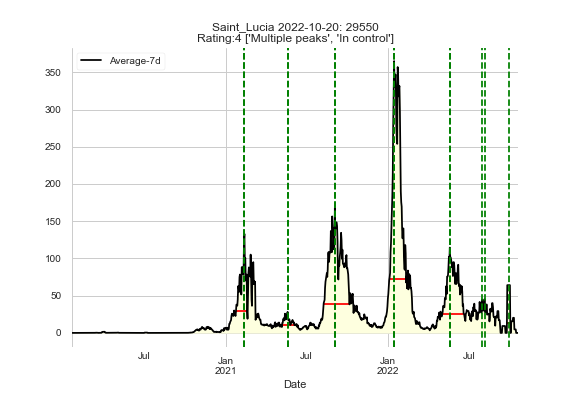 Saint_Lucia 2022-10-20: 29550
Rating:4 ['Multiple peaks', 'In control']
Average-7d
350
300
250
200
150
100
50
0
Jul
Jan
2021
Jul
Jan
2022
Jul
Date